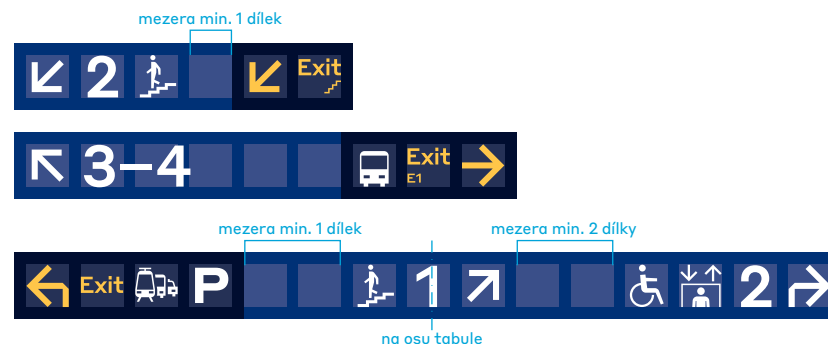 mezera min. 1 dílek
2 Exit
3–4 Exit
E1
mezera min. 1 dílek mezera min. 2 dílky
Exit P 1 2
na osu tabule